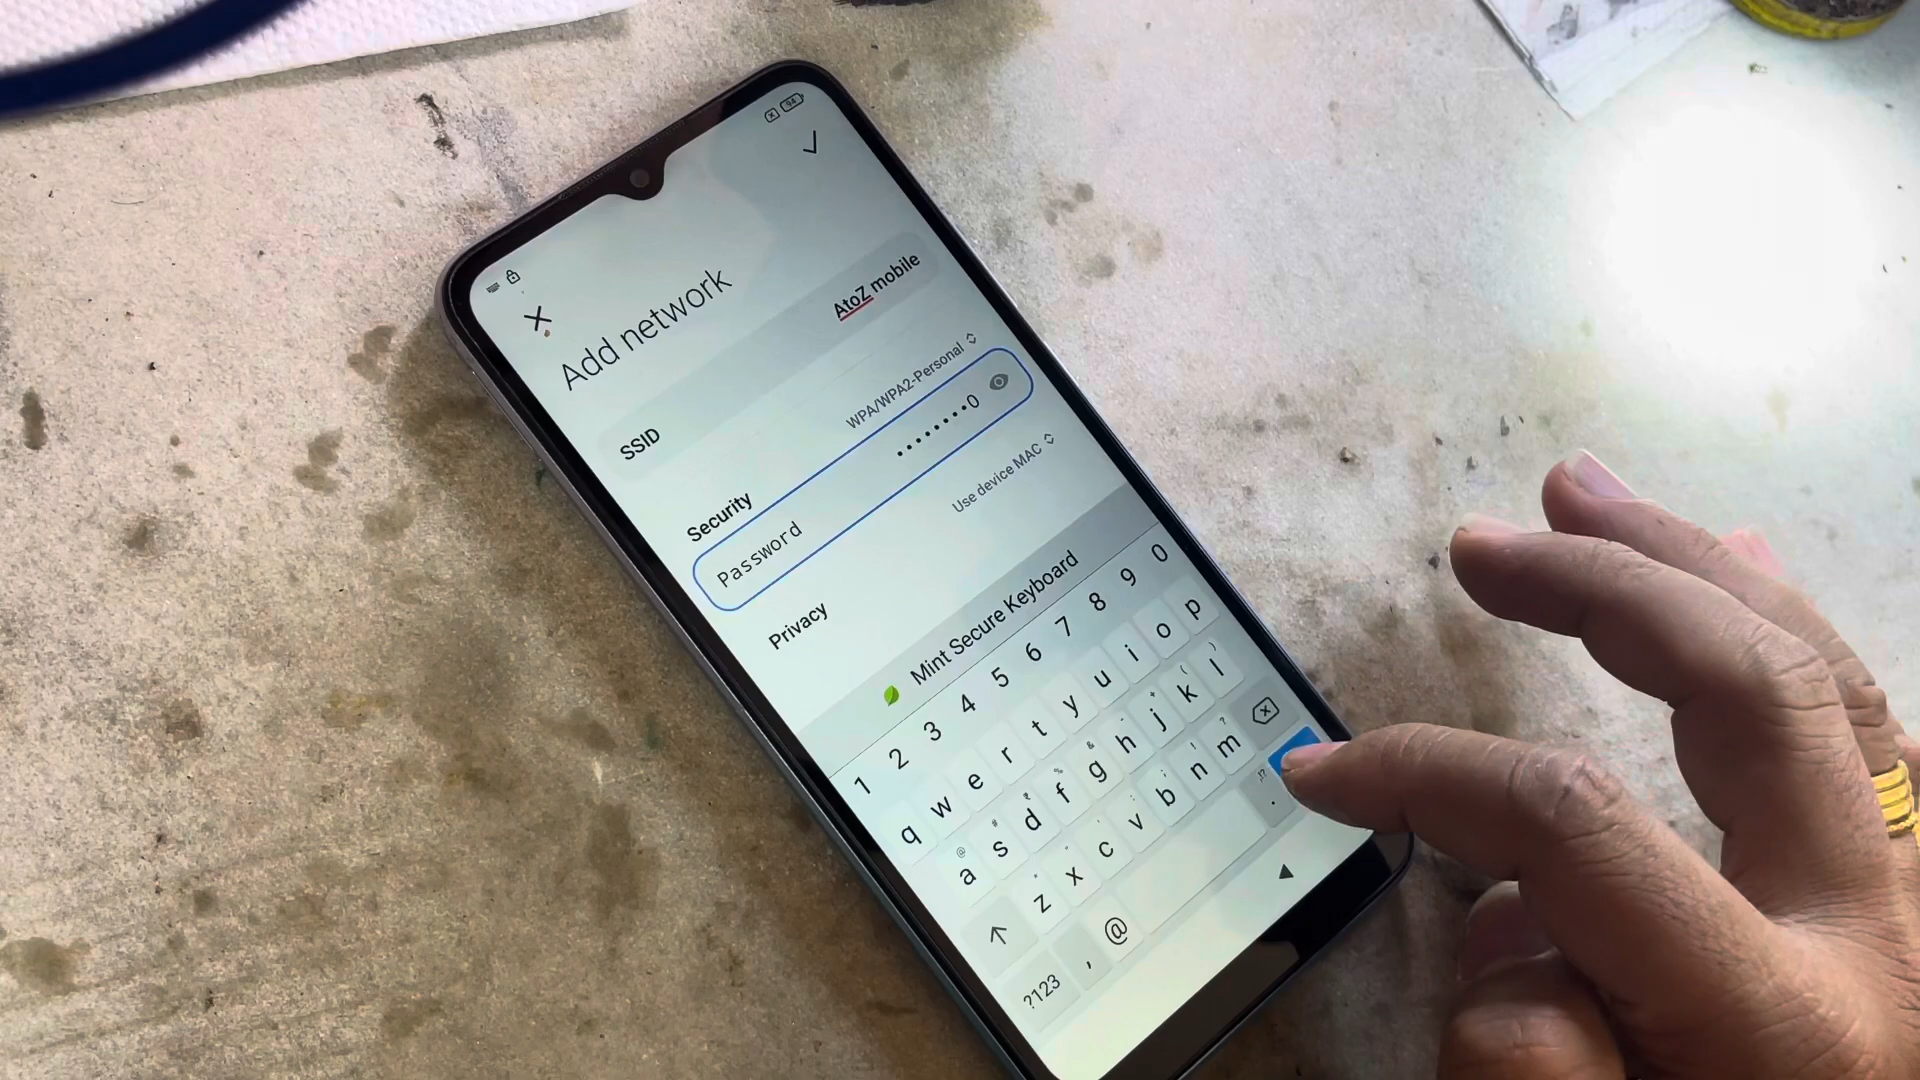 94
Add network
SSID AtoZ mobile
Security WPA/WPA2-Personal
Password ••••••••0
Privacy Use device MAC
Mint Secure Keyboard
1 2 3 4 5 6 7 8 9 0
q w e r t y u i o p
a s d f g h j k l
z x c v b n m
?123 , @ .